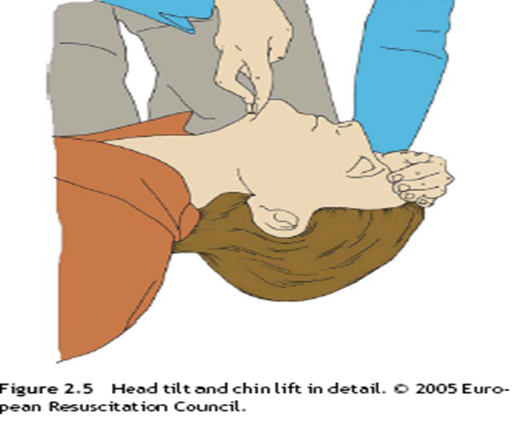 Figure 2.5 Head tilt and chin lift in detail. © 2005 Euro-
pean Resuscitation Council.